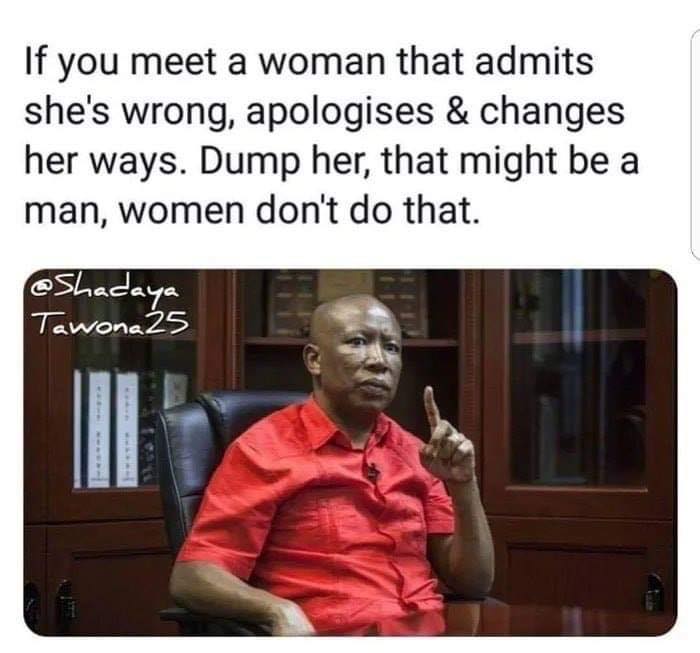 If you meet a woman that admits
she's wrong, apologises & changes
her ways. Dump her, that might be a
man, women don't do that.
@Shadaya
Tawona25